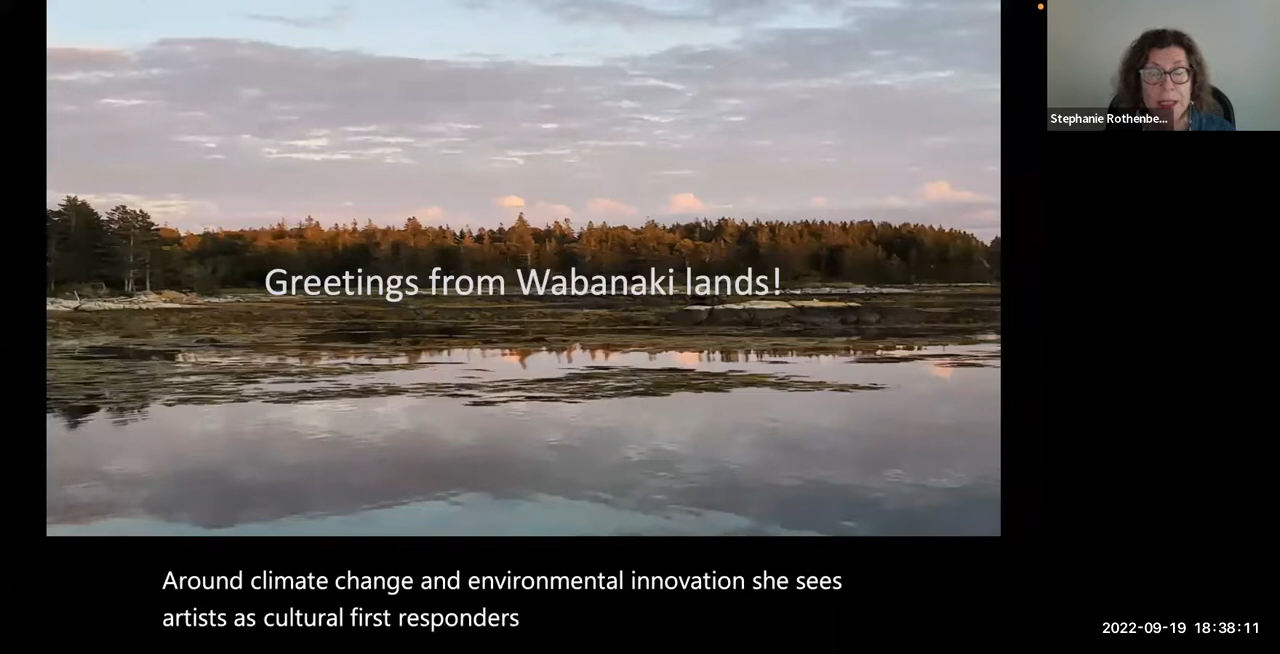 Greetings from Wabanaki lands!
Stephanie Rothenbe...
Around climate change and environmental innovation she sees
artists as cultural first responders
2022-09-19 18:38:11